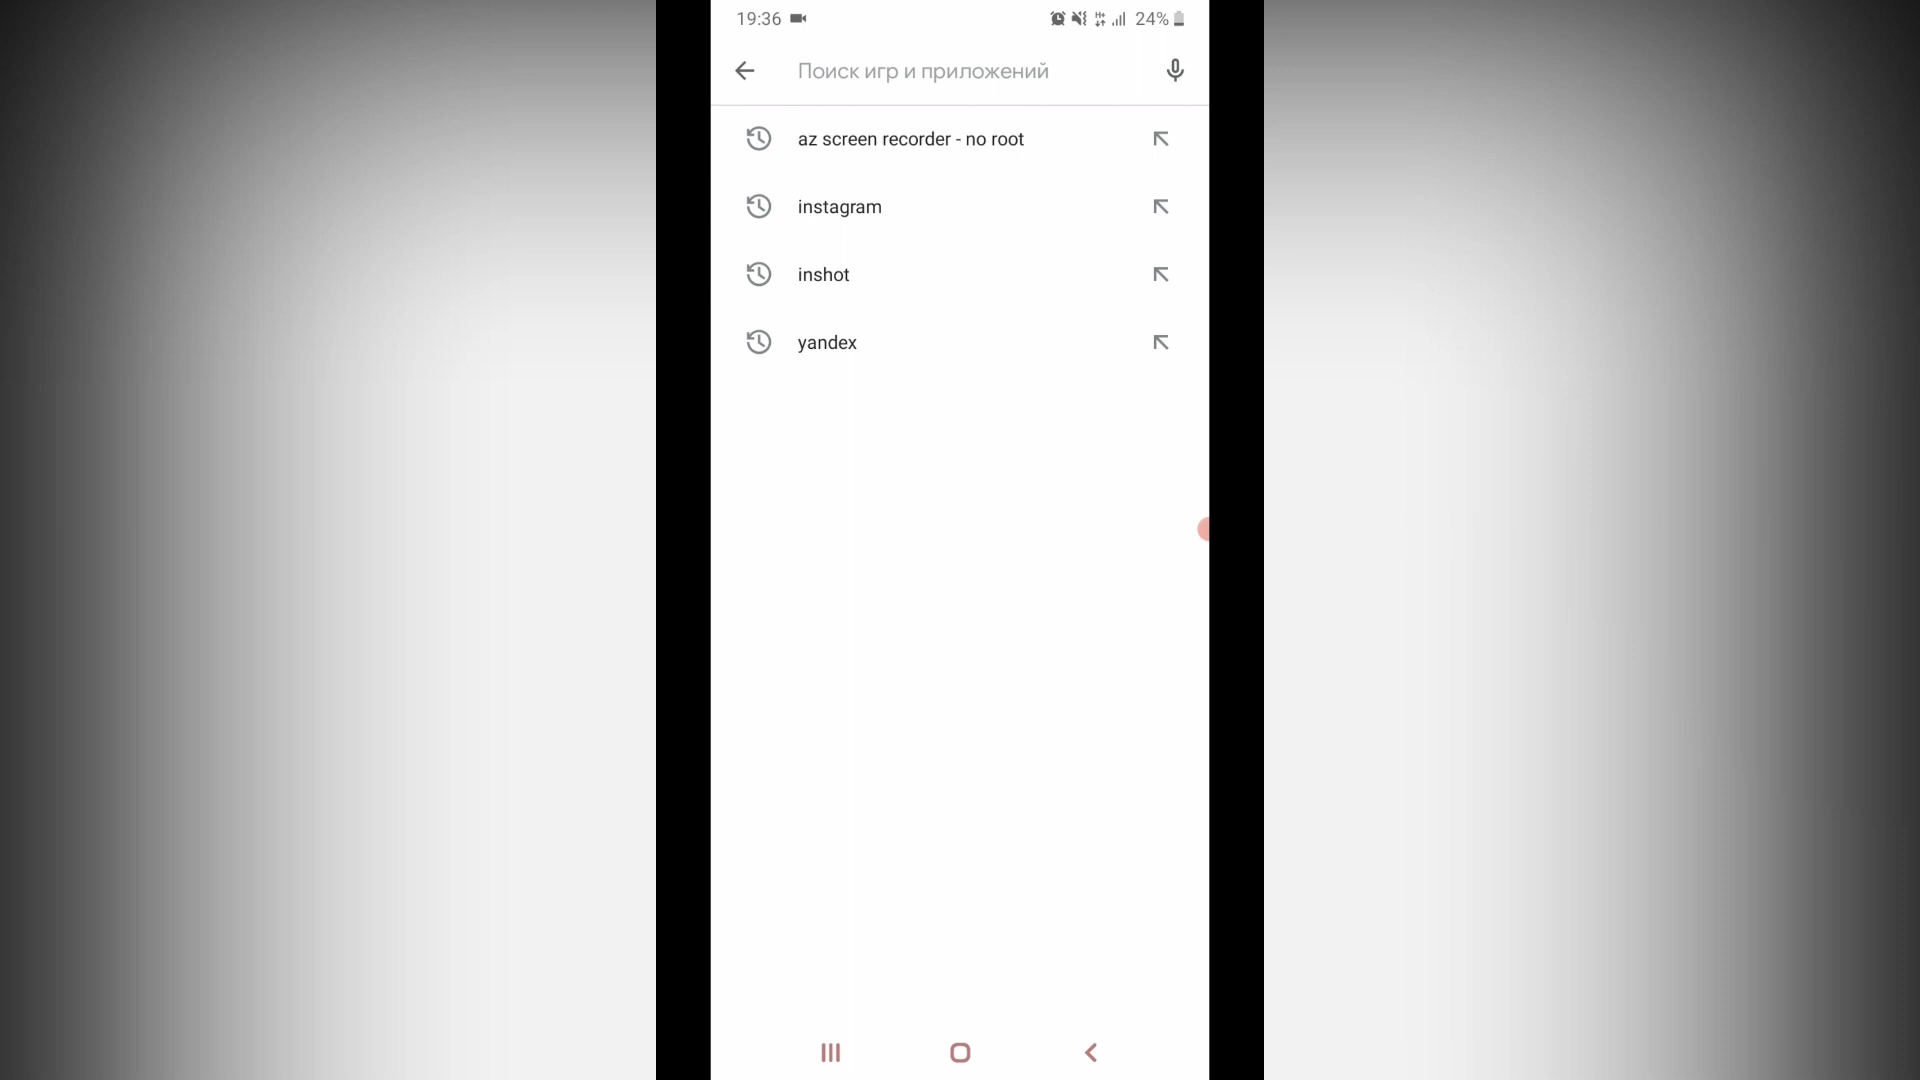 19:36 24%
Поиск игр и приложений
az screen recorder - no root
instagram
inshot
yandex